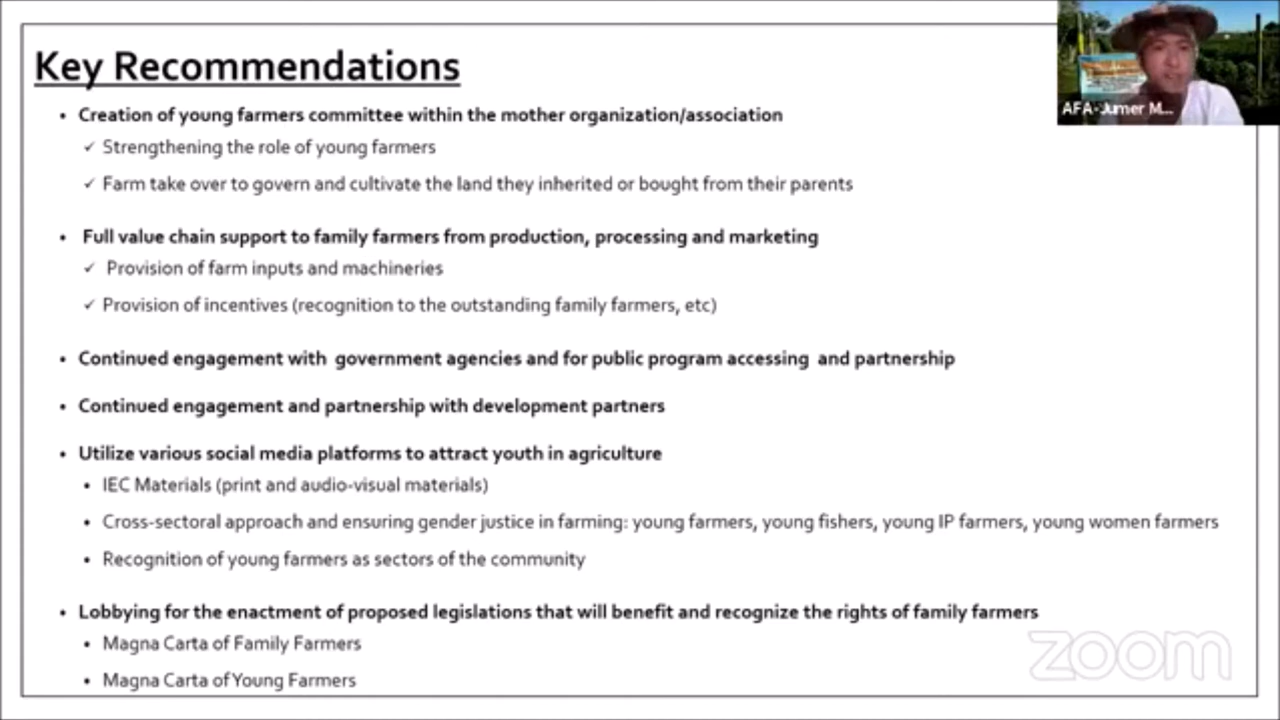 Key Recommendations
AFA-Jumer M...
• Creation of young farmers committee within the mother organization/association
✓ Strengthening the role of young farmers
✓ Farm take over to govern and cultivate the land they inherited or bought from their parents
• Full value chain support to family farmers from production, processing and marketing
✓ Provision of farm inputs and machineries
✓ Provision of incentives (recognition to the outstanding family farmers, etc)
• Continued engagement with government agencies and for public program accessing and partnership
• Continued engagement and partnership with development partners
• Utilize various social media platforms to attract youth in agriculture
• IEC Materials (print and audio-visual materials)
• Cross-sectoral approach and ensuring gender justice in farming: young farmers, young fishers, young IP farmers, young women farmers
• Recognition of young farmers as sectors of the community
• Lobbying for the enactment of proposed legislations that will benefit and recognize the rights of family farmers
• Magna Carta of Family Farmers
• Magna Carta of Young Farmers
zoom